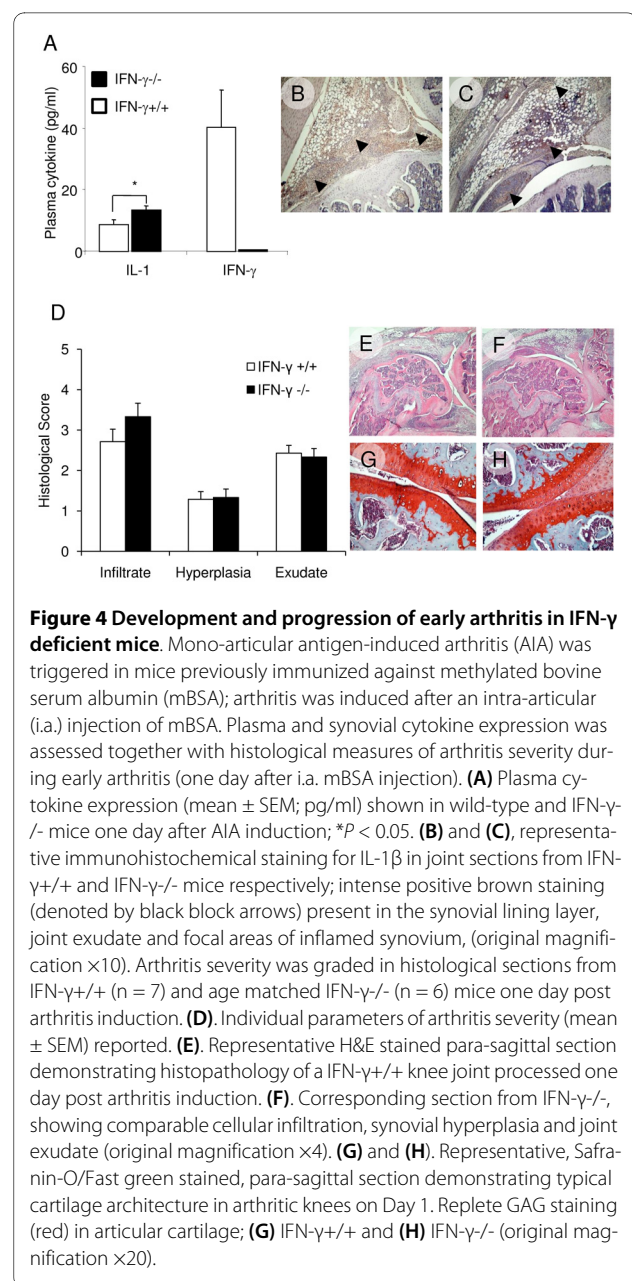 A
60
40
20
0
Plasma cytokine (pg/ml)
IFN-γ-/-
IFN-γ+/+
*
IL-1
IFN-γ
B
C
D
5
4
3
2
1
0
Histological Score
IFN-γ +/+
IFN-γ -/-
Infiltrate
Hyperplasia
Exudate
E
F
G
H
Figure 4 Development and progression of early arthritis in IFN-γ
deficient mice. Mono-articular antigen-induced arthritis (AIA) was
triggered in mice previously immunized against methylated bovine
serum albumin (mBSA); arthritis was induced after an intra-articular
(i.a.) injection of mBSA. Plasma and synovial cytokine expression was
assessed together with histological measures of arthritis severity dur-
ing early arthritis (one day after i.a. mBSA injection). (A) Plasma cy-
tokine expression (mean ± SEM; pg/ml) shown in wild-type and IFN-γ-
/- mice one day after AIA induction; *P < 0.05. (B) and (C), representa-
tive immunohistochemical staining for IL-1β in joint sections from IFN-
γ+/+ and IFN-γ-/- mice respectively; intense positive brown staining
(denoted by black block arrows) present in the synovial lining layer,
joint exudate and focal areas of inflamed synovium, (original magnifi-
cation ×10). Arthritis severity was graded in histological sections from
IFN-γ+/+ (n = 7) and age matched IFN-γ-/- (n = 6) mice one day post
arthritis induction. (D). Individual parameters of arthritis severity (mean
± SEM) reported. (E). Representative H&E stained para-sagittal section
demonstrating histopathology of a IFN-γ+/+ knee joint processed one
day post arthritis induction. (F). Corresponding section from IFN-γ-/-,
showing comparable cellular infiltration, synovial hyperplasia and joint
exudate (original magnification ×4). (G) and (H). Representative, Safra-
nin-O/Fast green stained, para-sagittal section demonstrating typical
cartilage architecture in arthritic knees on Day 1. Replete GAG staining
(red) in articular cartilage; (G) IFN-γ+/+ and (H) IFN-γ-/- (original mag-
nification ×20).